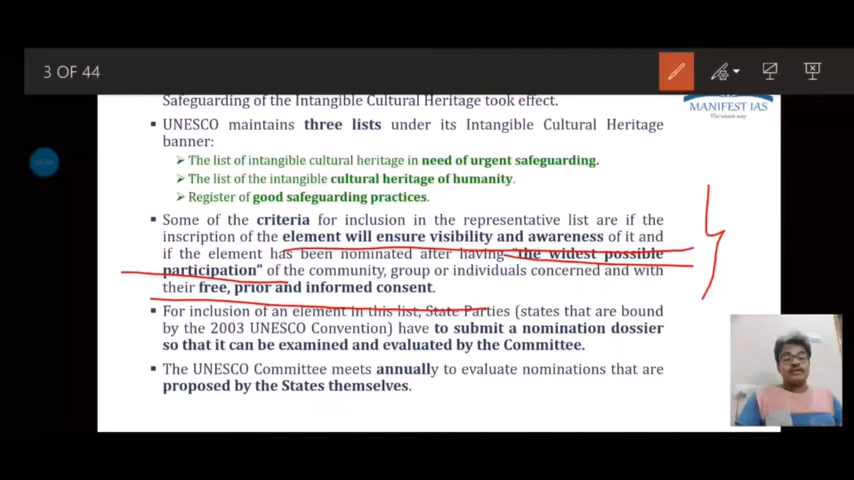 3 OF 44
Safeguarding of the Intangible Cultural Heritage took effect.
MANIFEST IAS
▪ UNESCO maintains three lists under its Intangible Cultural Heritage
banner:
➢ The list of intangible cultural heritage in need of urgent safeguarding.
➢ The list of the intangible cultural heritage of humanity.
➢ Register of good safeguarding practices.
▪ Some of the criteria for inclusion in the representative list are if the
inscription of the element will ensure visibility and awareness of it and
if the element has been nominated after having "the widest possible
participation" of the community, group or individuals concerned and with
their free, prior and informed consent.
▪ For inclusion of an element in this list, State Parties (states that are bound
by the 2003 UNESCO Convention) have to submit a nomination dossier
so that it can be examined and evaluated by the Committee.
▪ The UNESCO Committee meets annually to evaluate nominations that are
proposed by the States themselves.